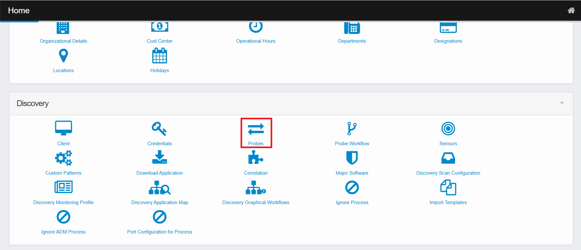 Home
Organizational Details Cost Center Operational Hours Departments Designations
Locations Holidays
Discovery
Client Credentials Probes Probe Workflow Sensors
Custom Patterns Download Application Correlation Major Software Discovery Scan Configuration
Discovery Monitoring Profile Discovery Application Map Discovery Graphical Workflows Ignore Process Import Templates
Ignore ADM Process Port Configuration for Process